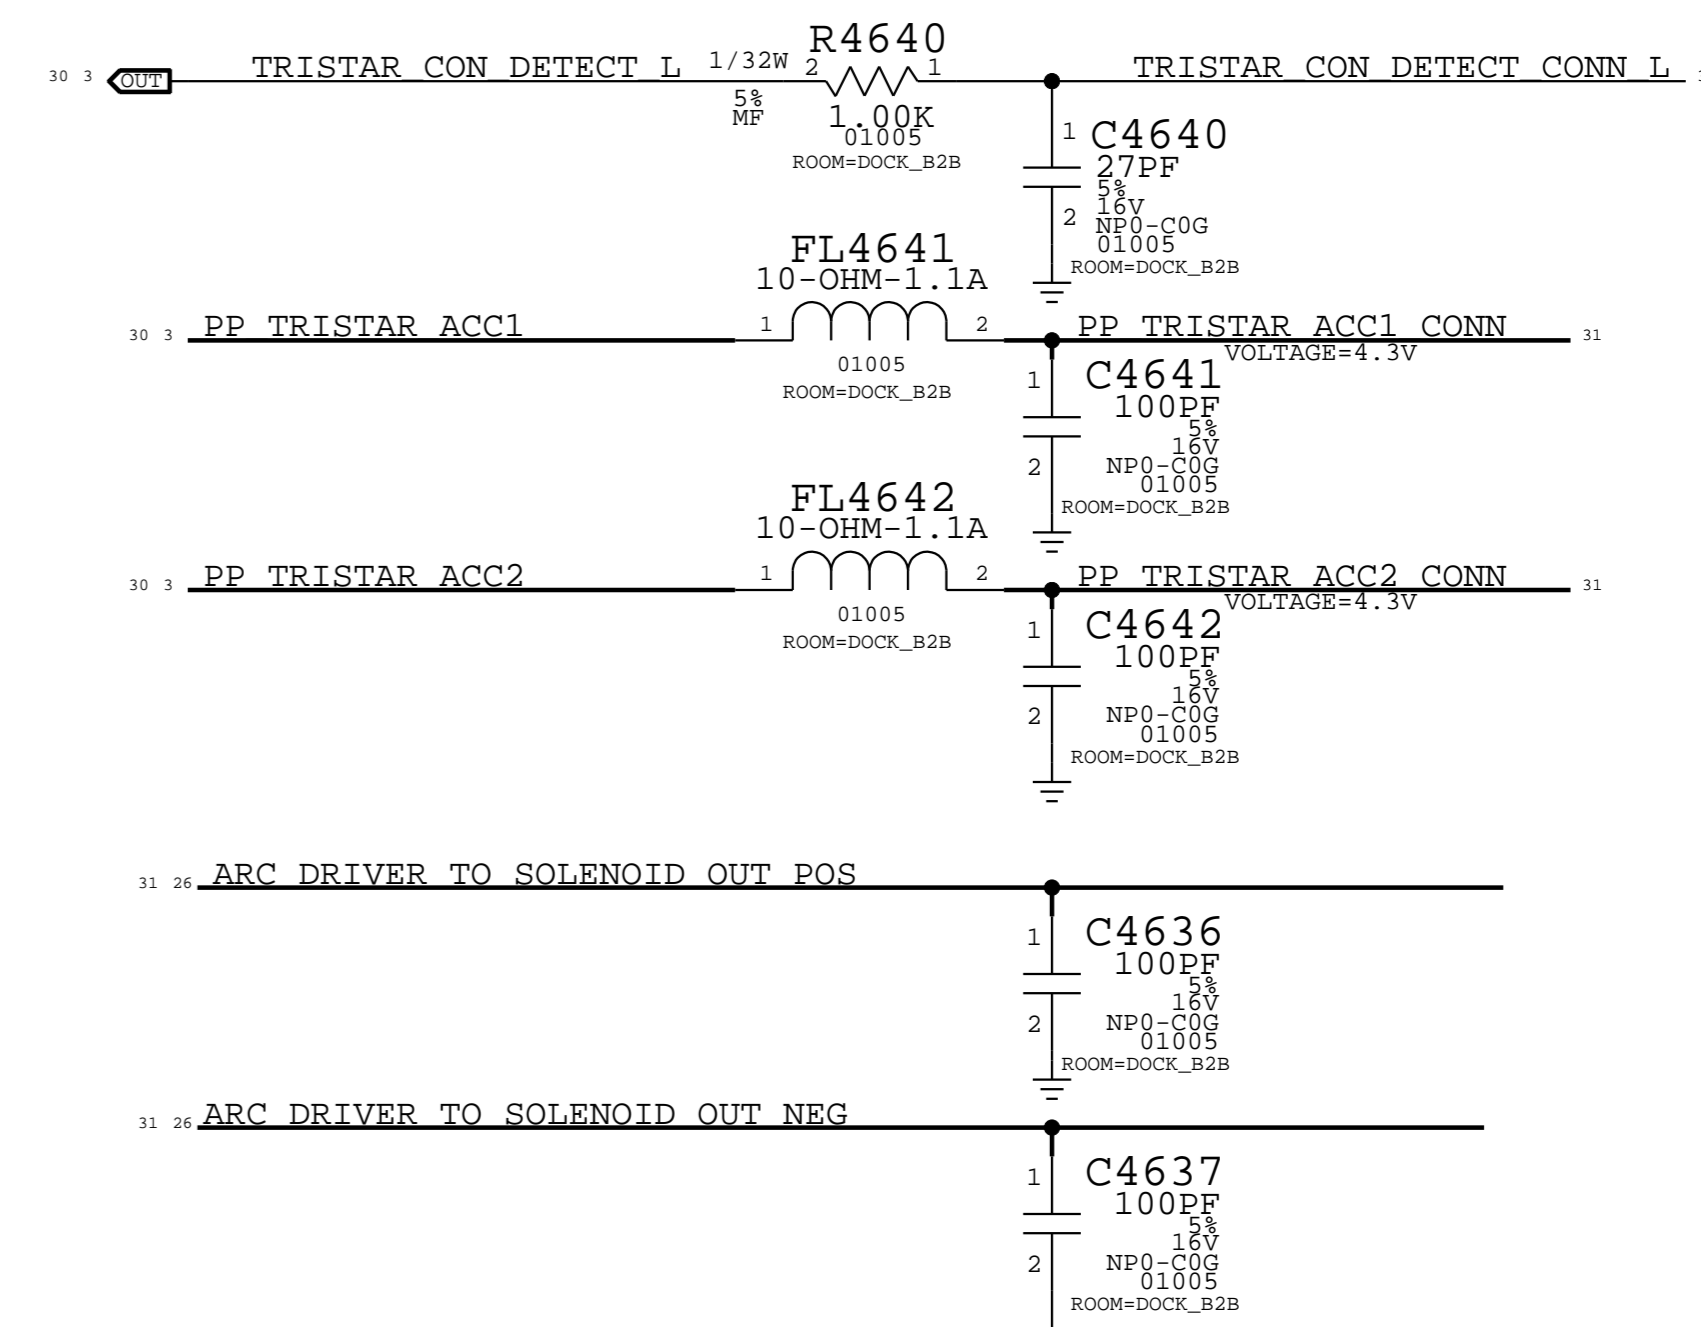 R4640
30 3 OUT TRISTAR_CON_DETECT_L 1/32W 2 1 TRISTAR_CON_DETECT_CONN_L
5%
MF
1.00K
01005
ROOM=DOCK_B2B
1 C4640
27PF
5%
16V
2 NP0-C0G
01005
ROOM=DOCK_B2B
FL4641
10-OHM-1.1A
30 3 PP_TRISTAR_ACC1 1 2 PP_TRISTAR_ACC1_CONN 31
VOLTAGE=4.3V
01005
ROOM=DOCK_B2B
1 C4641
100PF
5%
16V
2 NP0-C0G
01005
ROOM=DOCK_B2B
FL4642
10-OHM-1.1A
30 3 PP_TRISTAR_ACC2 1 2 PP_TRISTAR_ACC2_CONN 31
VOLTAGE=4.3V
01005
ROOM=DOCK_B2B
1 C4642
100PF
5%
16V
2 NP0-C0G
01005
ROOM=DOCK_B2B
31 26 ARC_DRIVER_TO_SOLENOID_OUT_POS
1 C4636
100PF
5%
16V
2 NP0-C0G
01005
ROOM=DOCK_B2B
31 26 ARC_DRIVER_TO_SOLENOID_OUT_NEG
1 C4637
100PF
5%
16V
2 NP0-C0G
01005
ROOM=DOCK_B2B